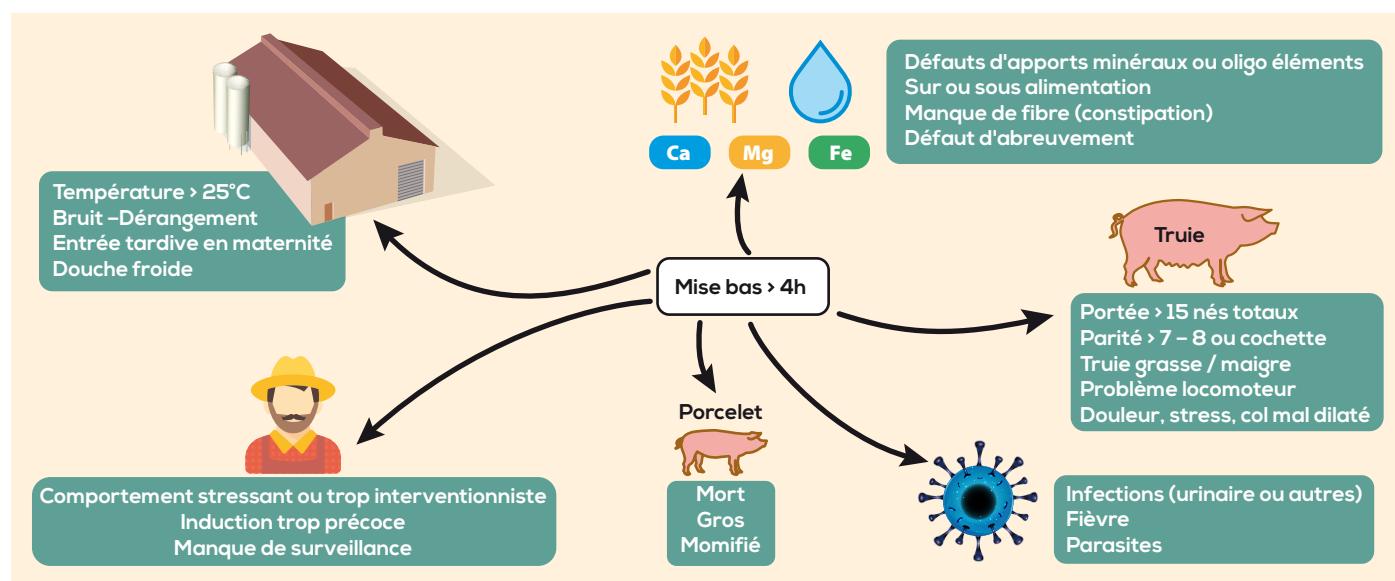 Défauts d'apports minéraux ou oligo éléments
Sur ou sous alimentation
Manque de fibre (constipation)
Défaut d'abreuvement
Ca
Mg
Fe
Température > 25°C
Bruit –Dérangement
Entrée tardive en maternité
Douche froide
Mise bas > 4h
Truie
Portée > 15 nés totaux
Parité > 7 – 8 ou cochette
Truie grasse / maigre
Problème locomoteur
Douleur, stress, col mal dilaté
Comportement stressant ou trop interventionniste
Induction trop précoce
Manque de surveillance
Porcelet
Mort
Gros
Momifié
Infections (urinaire ou autres)
Fièvre
Parasites